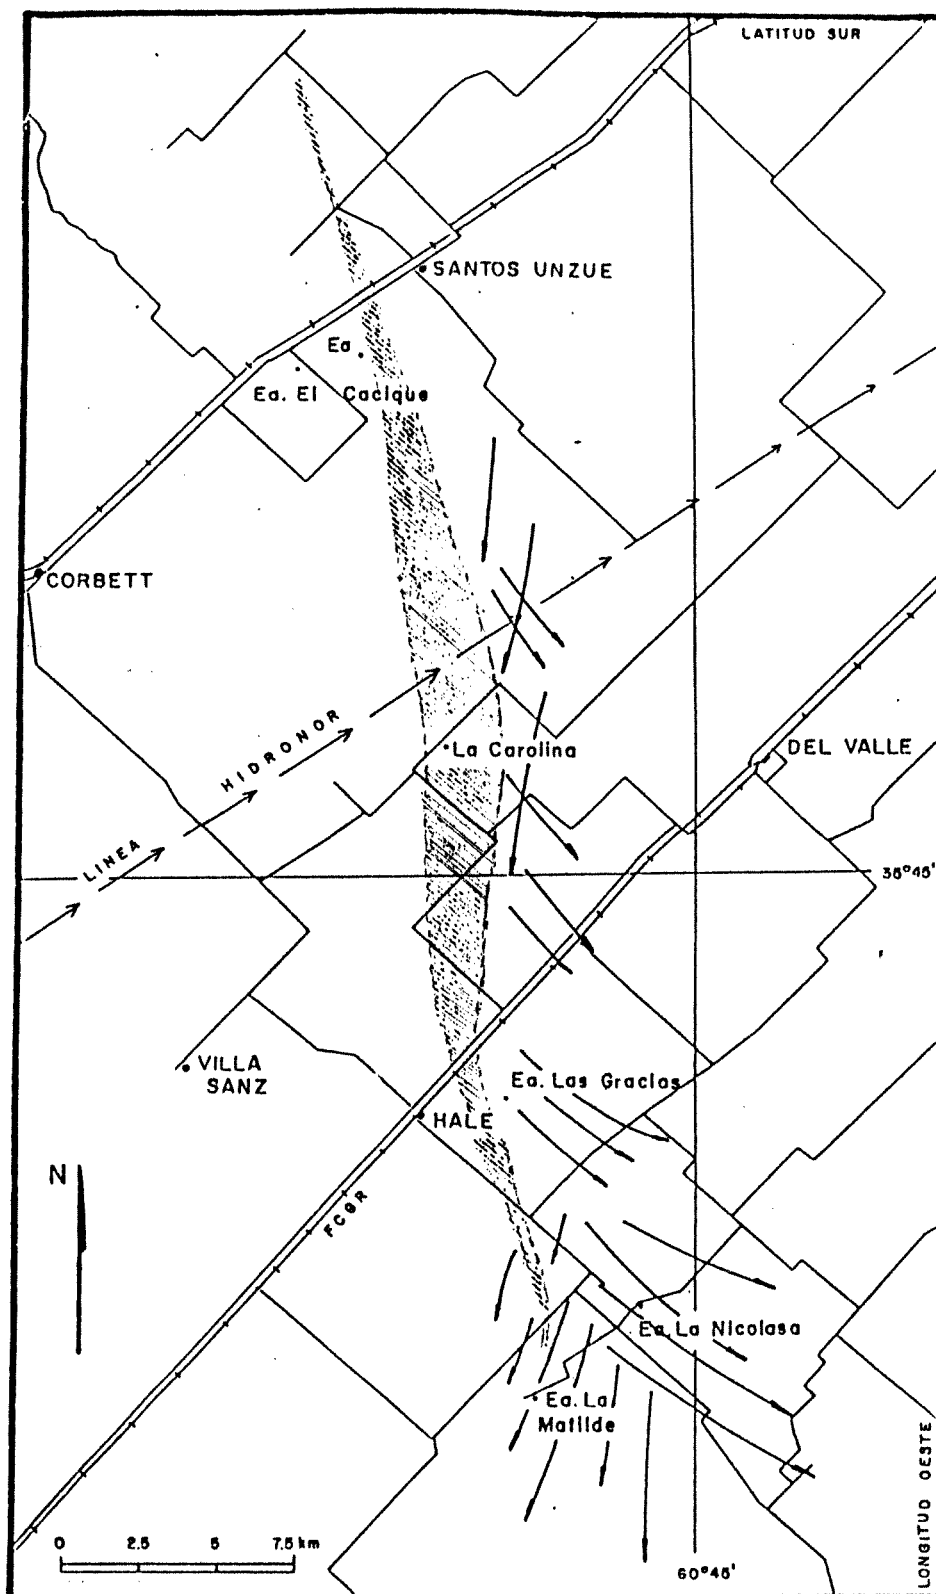 LATITUD SUR
SANTOS UNZUE
Ea
Ea. El Cacique
CORBETT
LINEA HIDRONOR
La Carolina
DEL VALLE
35°45'
VILLA
SANZ
Ea. Las Gracias
HALE
N
FCGR
Ea. La Nicolasa
Ea. La
Matilde
LONGITUD OESTE
0 2.5 5 7.5 km
60°45'